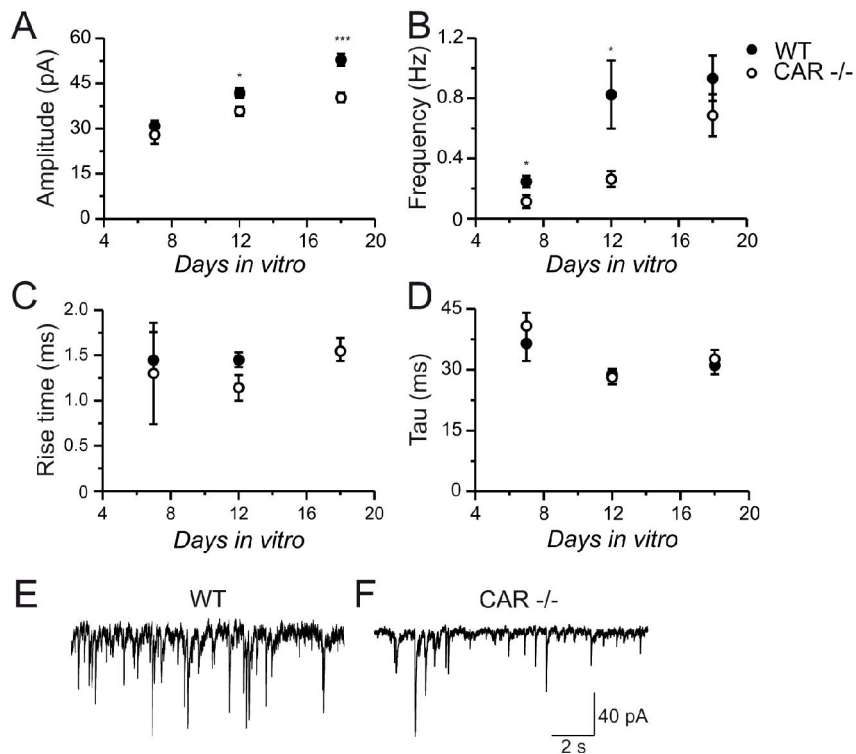 A
Amplitude (pA)
60
45
30
15
0
*
***
4 8 12 16 20
Days in vitro
B
Frequency (Hz)
1.2
0.8
0.4
0
*
*
4 8 12 16 20
Days in vitro
WT
CAR -/-
C
Rise time (ms)
2.0
1.5
1.0
0.5
0
4 8 12 16 20
Days in vitro
D
Tau (ms)
45
30
15
0
4 8 12 16 20
Days in vitro
E
WT
F
CAR -/-
40 pA
2 s